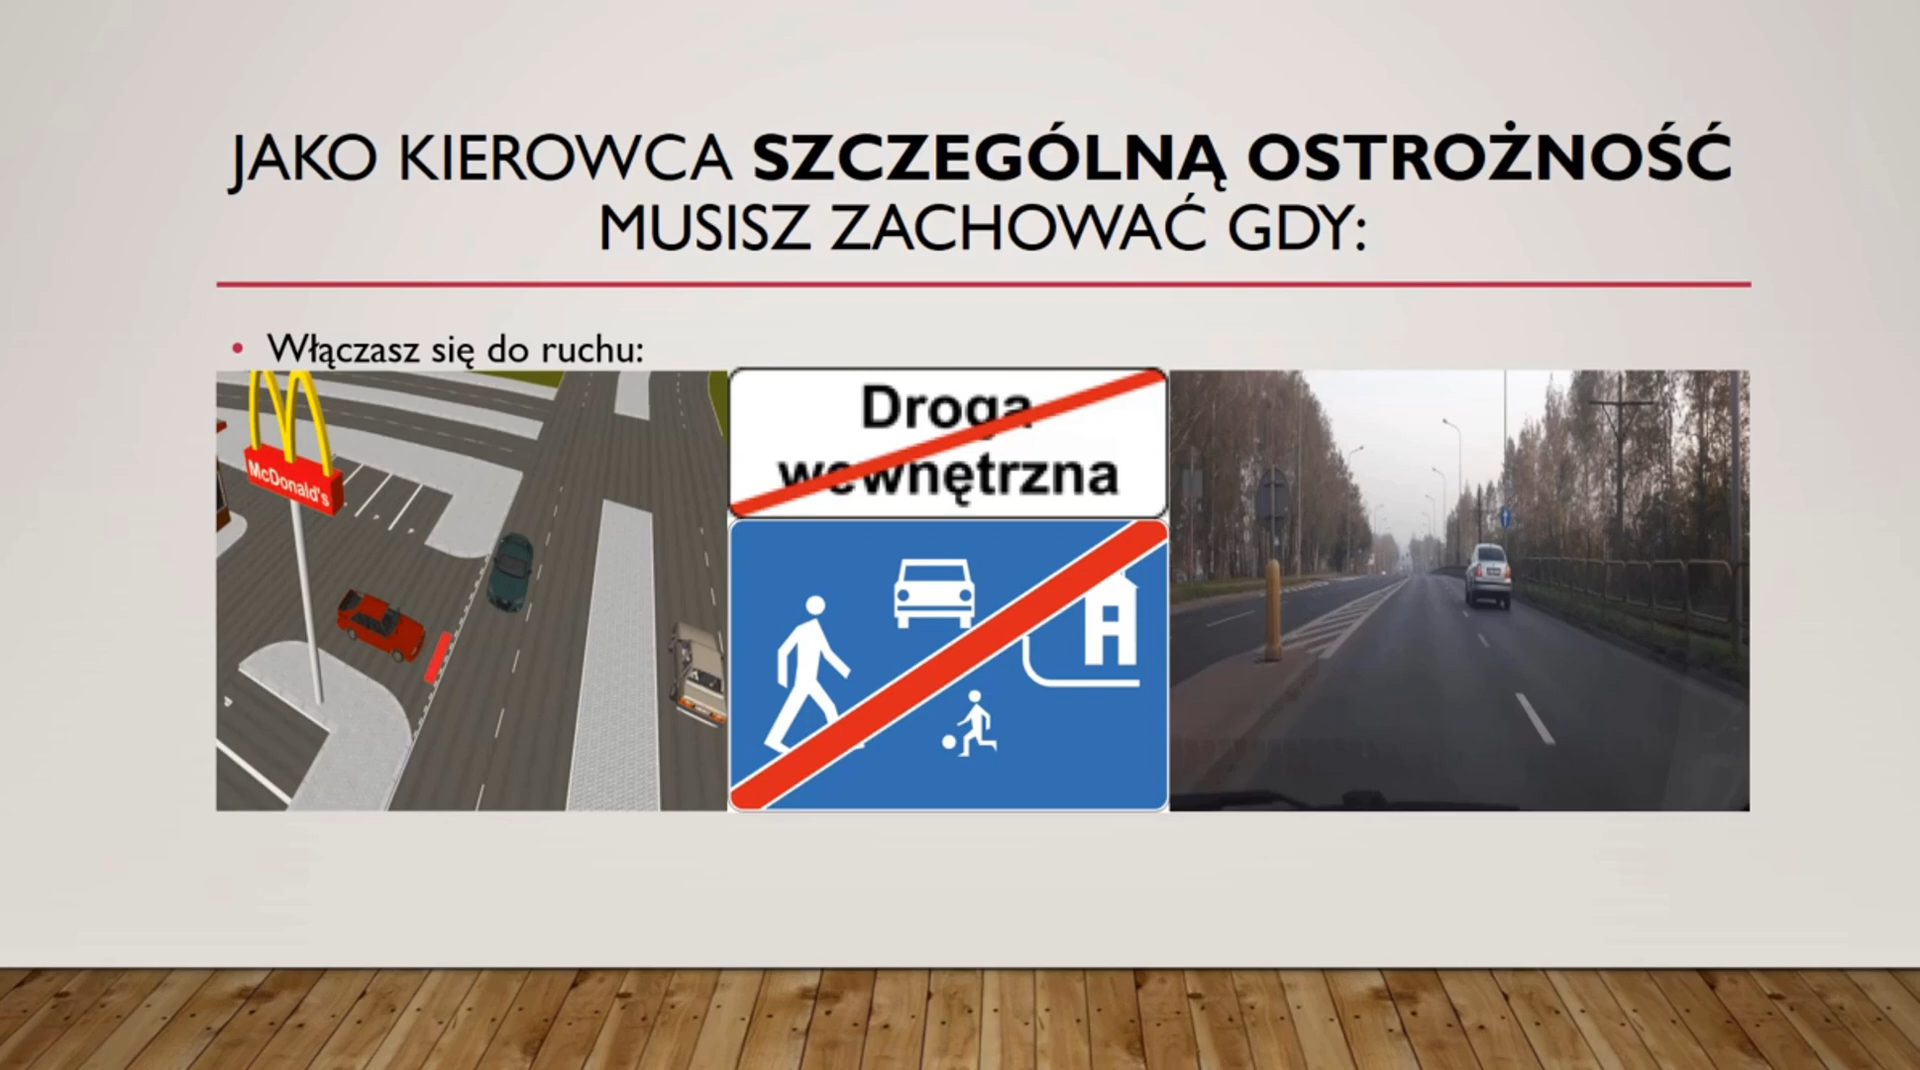 JAKO KIEROWCA SZCZEGÓLNĄ OSTROŻNOŚĆ
MUSISZ ZACHOWAĆ GDY:
• Włączasz się do ruchu:
McDonald's
Droga
wewnętrzna